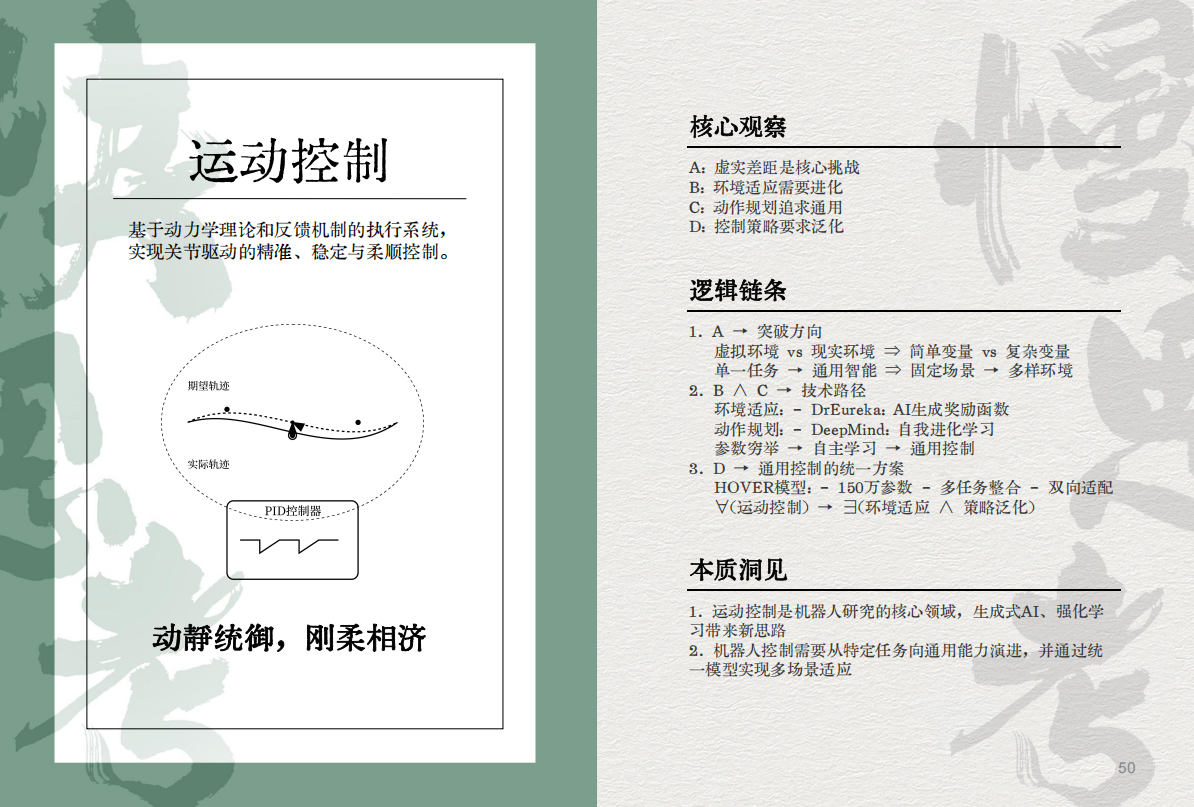 运动控制
基于动力学理论和反馈机制的执行系统，
实现关节驱动的精准、稳定与柔顺控制。
期望轨迹
实际轨迹
PID控制器
动静统御，刚柔相济
快思
慢思考
核心观察
A: 虚实差距是核心挑战
B: 环境适应需要进化
C: 动作规划追求通用
D: 控制策略要求泛化
逻辑链条
1. A → 突破方向
虚拟环境 vs 现实环境 ⇒ 简单变量 vs 复杂变量
单一任务 → 通用智能 ⇒ 固定场景 → 多样环境
2. B ∧ C → 技术路径
环境适应: - DrEureka: AI生成奖励函数
动作规划: - DeepMind: 自我进化学习
参数穷举 → 自主学习 → 通用控制
3. D → 通用控制的统一方案
HOVER模型: - 150万参数 - 多任务整合 - 双向适配
∀(运动控制) → ∃(环境适应 ∧ 策略泛化)
本质洞见
1. 运动控制是机器人研究的核心领域，生成式AI、强化学
习带来新思路
2. 机器人控制需要从特定任务向通用能力演进，并通过统
一模型实现多场景适应
50